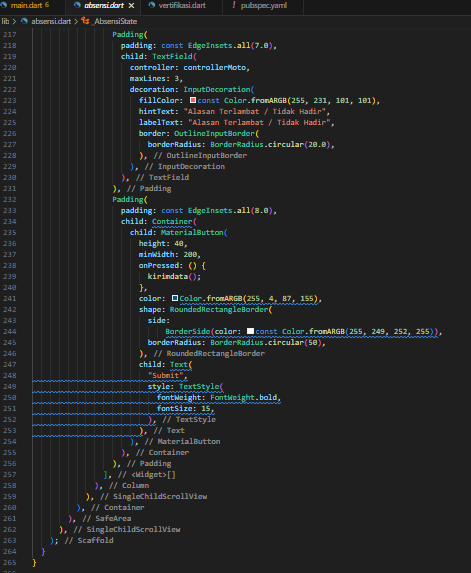 main.dart 6 absensi.dart vertifikasi.dart pubspec.yaml
lib > absensi.dart > _AbsensiState
217 Padding(
218 padding: const EdgeInsets.all(7.0),
219 child: TextField(
220 controller: controllerMoto,
221 maxLines: 3,
222 decoration: InputDecoration(
223 fillColor: const Color.fromARGB(255, 231, 101, 101),
224 hintText: "Alasan Terlambat / Tidak Hadir",
225 labelText: "Alasan Terlambat / Tidak Hadir",
226 border: OutlineInputBorder(
227 borderRadius: BorderRadius.circular(20.0),
228 ), // OutlineInputBorder
229 ), // InputDecoration
230 ), // TextField
231 ), // Padding
232 Padding(
233 padding: const EdgeInsets.all(8.0),
234 child: Container(
235 child: MaterialButton(
236 height: 40,
237 minWidth: 200,
238 onPressed: () {
239 kirimdata();
240 },
241 color: Color.fromARGB(255, 4, 87, 155),
242 shape: RoundedRectangleBorder(
243 side:
244 BorderSide(color: const Color.fromARGB(255, 249, 252, 255)),
245 borderRadius: BorderRadius.circular(50),
246 ), // RoundedRectangleBorder
247 child: Text(
248 "Submit",
249 style: TextStyle(
250 fontWeight: FontWeight.bold,
251 fontSize: 15,
252 ), // TextStyle
253 ), // Text
254 ), // MaterialButton
255 ), // Container
256 ), // Padding
257 ], // <Widget>[]
258 ), // Column
259 ), // SingleChildScrollView
260 ), // Container
261 ), // SafeArea
262 ), // SingleChildScrollView
263 ); // Scaffold
264 }
265 }